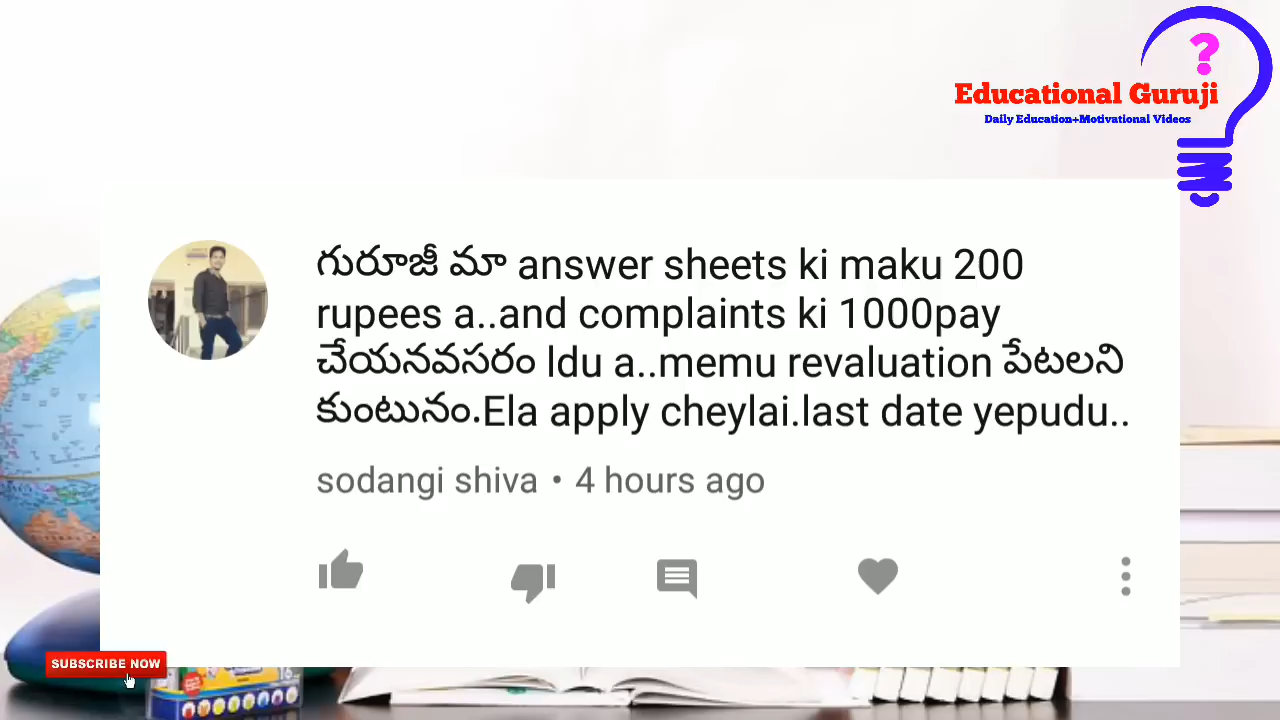 Educational Guruji
Daily Education+Motivational Videos
గురూజీ మా answer sheets ki maku 200
rupees a..and complaints ki 1000pay
చేయనవసరం ldu a..memu revaluation పేటలని
కుంటునం.Ela apply cheylai.last date yepudu..
sodangi shiva • 4 hours ago
SUBSCRIBE NOW